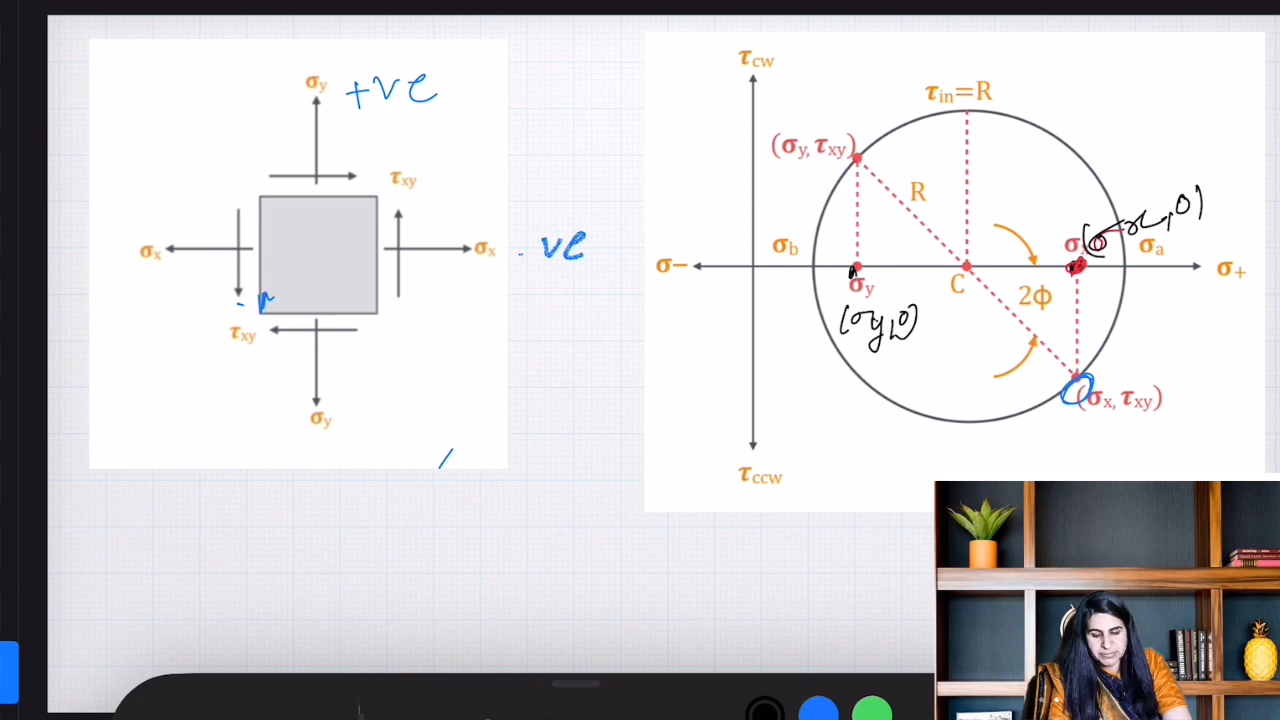 σy +ve
τxy
σx σx - ve
τxy
σy
τcw
τin=R
(σy, τxy)
R
(σx,0)
σb σx σa
σ− σ+
σy C 2ϕ
(σy,0)
(σx, τxy)
τccw